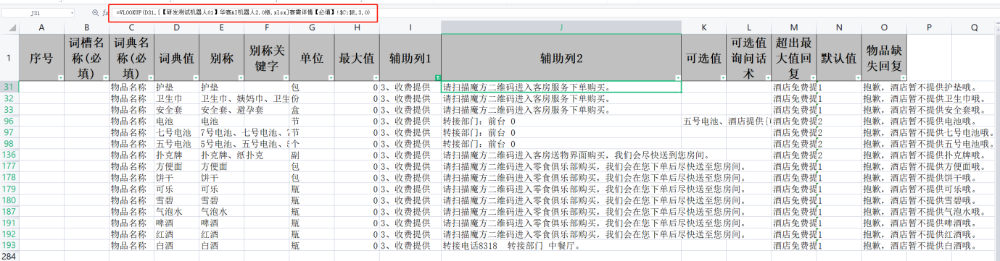 J31 fx =VLOOKUP(D31,[【研发测试机器人01】华客AI机器人2.0版.xlsx]客需详情【必填】!$C:$E,3,0)
A B C D E F G H I J K L M N O P Q
1 序号 词槽名称(必填) 词典名称(必填) 词典值 别称 别称关键字 单位 最大值 辅助列1 辅助列2 可选值 可选值询问话术 超出最大值回复 默认值 物品缺失回复
31 物品名称 护垫 护垫 包 0 3、收费提供 请扫描魔方二维码进入客房服务下单购买。 酒店免费提 1 抱歉，酒店暂不提供护垫哦。
32 物品名称 卫生巾 卫生巾、姨妈巾、卫生 份 0 3、收费提供 请扫描魔方二维码进入客房服务下单购买。 酒店免费提 1 抱歉，酒店暂不提供卫生巾哦。
33 物品名称 安全套 安全套、避孕套 盒 0 3、收费提供 请扫描魔方二维码进入客房服务下单购买。 酒店免费提 1 抱歉，酒店暂不提供安全套哦。
96 物品名称 电池 电池 节 0 3、收费提供 转接部门：前台 0 五号电池、 酒店提供( 酒店免费提 2 抱歉，酒店暂不提供电池哦。
97 物品名称 七号电池 7号电池、七号电池、7 节 0 3、收费提供 转接部门：前台 0 酒店免费提 2 抱歉，酒店暂不提供七号电池哦。
98 物品名称 五号电池 5号电池、五号电池、5 个 0 3、收费提供 转接部门：前台 0 酒店免费提 2 抱歉，酒店暂不提供五号电池哦。
136 物品名称 扑克牌 扑克牌、纸扑克 副 0 3、收费提供 请扫描魔方二维码进入客房送物界面购买，我们会尽快送到您房间。 酒店免费提 2 抱歉，酒店暂不提供扑克牌哦。
177 物品名称 方便面 方便面 包 0 3、收费提供 请扫描魔方二维码进入零食俱乐部购买，我们会在您下单后尽快送至您房间。 酒店免费提 1 抱歉，酒店暂不提供方便面哦。
178 物品名称 饼干 饼干 包 0 3、收费提供 请扫描魔方二维码进入零食俱乐部购买，我们会在您下单后尽快送至您房间。 酒店免费提 1 抱歉，酒店暂不提供饼干哦。
179 物品名称 可乐 可乐 瓶 0 3、收费提供 请扫描魔方二维码进入零食俱乐部购买，我们会在您下单后尽快送至您房间。 酒店免费提 1 抱歉，酒店暂不提供可乐哦。
180 物品名称 雪碧 雪碧 瓶 0 3、收费提供 请扫描魔方二维码进入零食俱乐部购买，我们会在您下单后尽快送至您房间。 酒店免费提 1 抱歉，酒店暂不提供雪碧哦。
187 物品名称 气泡水 气泡水 瓶 0 3、收费提供 请扫描魔方二维码进入零食俱乐部购买，我们会在您下单后尽快送至您房间。 酒店免费提 1 抱歉，酒店暂不提供气泡水哦。
191 物品名称 啤酒 啤酒 瓶 0 3、收费提供 请扫描魔方二维码进入零食俱乐部购买，我们会在您下单后尽快送至您房间。 酒店免费提 1 抱歉，酒店暂不提供啤酒哦。
192 物品名称 红酒 红酒 瓶 0 3、收费提供 请扫描魔方二维码进入零食俱乐部购买，我们会在您下单后尽快送至您房间。 酒店免费提 1 抱歉，酒店暂不提供红酒哦。
193 物品名称 白酒 白酒 瓶 0 3、收费提供 转接电话8318 转接部门 中餐厅。 酒店免费提 1 抱歉，酒店暂不提供白酒哦。
284